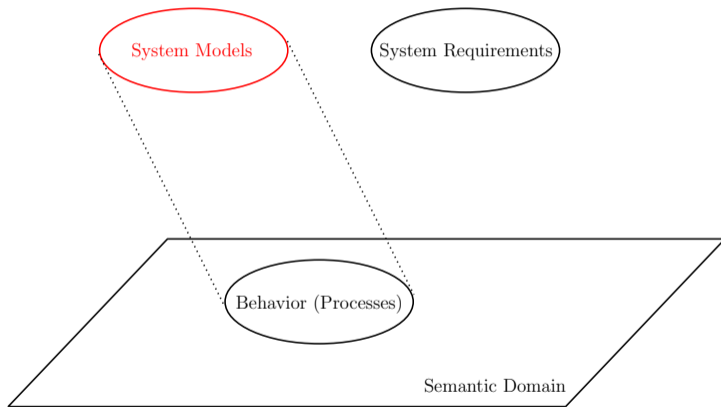 System Models
System Requirements
Behavior (Processes)
Semantic Domain